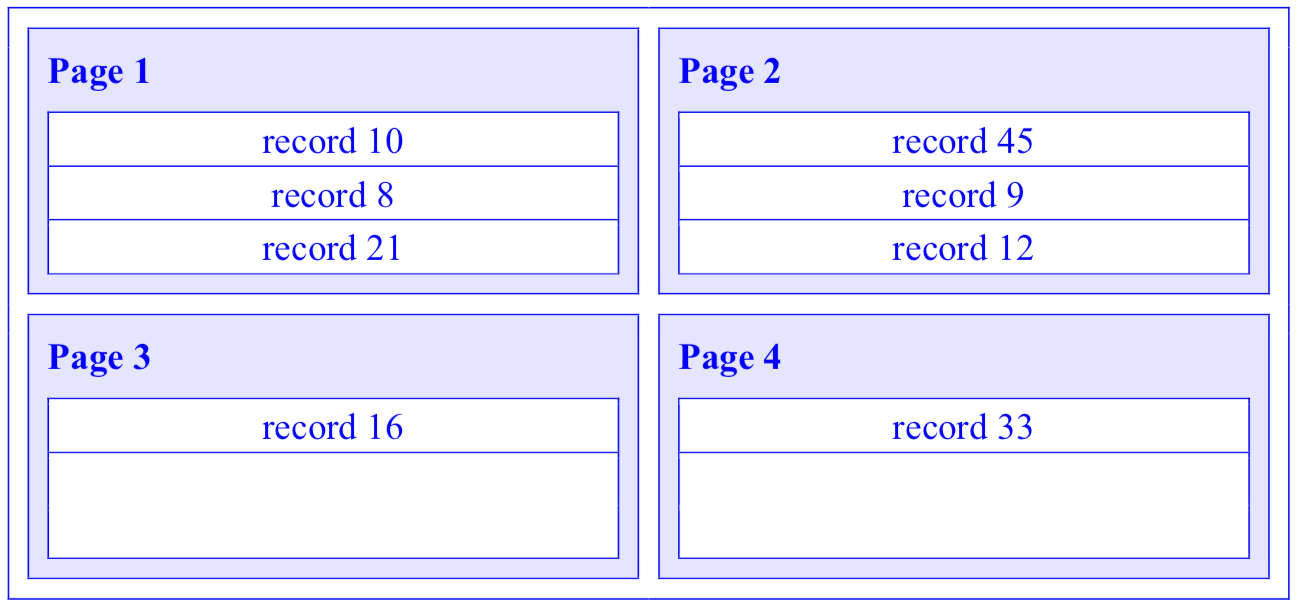 Page 1
record 10
record 8
record 21
Page 2
record 45
record 9
record 12
Page 3
record 16
Page 4
record 33